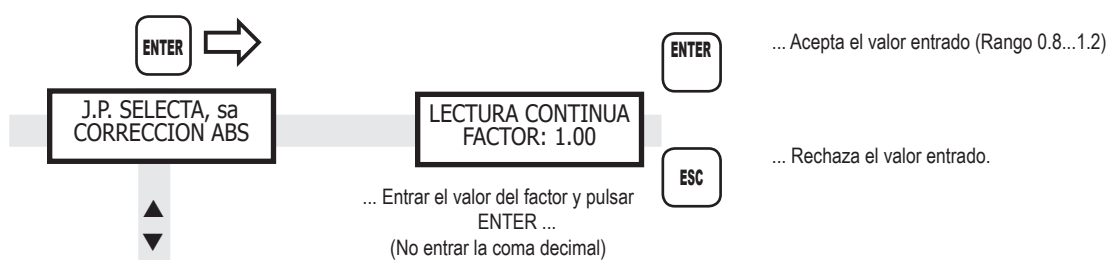 ENTER
J.P. SELECTA, sa
CORRECCION ABS
LECTURA CONTINUA
FACTOR: 1.00
... Entrar el valor del factor y pulsar
ENTER ...
(No entrar la coma decimal)
ENTER
... Acepta el valor entrado (Rango 0.8...1.2)
ESC
... Rechaza el valor entrado.